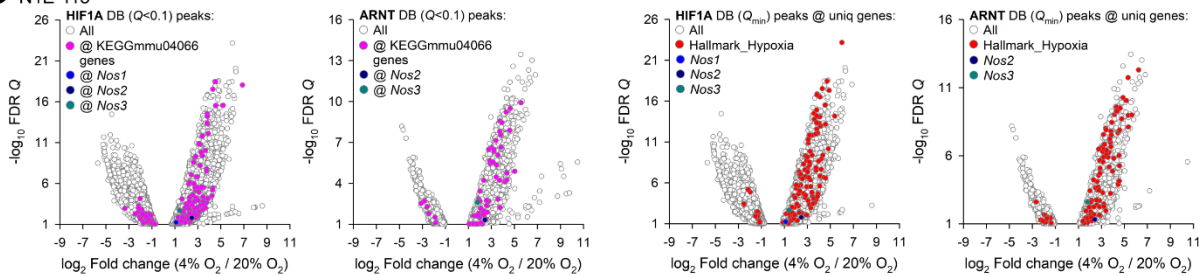 HIF1A DB (Q<0.1) peaks:
All
@ KEGGmmu04066
genes
@ Nos1
@ Nos2
@ Nos3
26
21
16
11
6
1
-log10 FDR Q
-9 -7 -5 -3 -1 1 3 5 7 9 11
log2 Fold change (4% O2 / 20% O2)
ARNT DB (Q<0.1) peaks:
All
@ KEGGmmu04066
genes
@ Nos2
@ Nos3
16
13
10
7
4
1
-log10 FDR Q
-9 -7 -5 -3 -1 1 3 5 7 9 11
log2 Fold change (4% O2 / 20% O2)
HIF1A DB (Qmin) peaks @ uniq genes:
All
Hallmark_Hypoxia
Nos1
Nos2
Nos3
26
21
16
11
6
1
-log10 FDR Q
-9 -7 -5 -3 -1 1 3 5 7 9 11
log2 Fold change (4% O2 / 20% O2)
ARNT DB (Qmin) peaks @ uniq genes:
All
Hallmark_Hypoxia
Nos2
Nos3
16
11
6
1
-log10 FDR Q
-9 -7 -5 -3 -1 1 3 5 7 9 11
log2 Fold change (4% O2 / 20% O2)